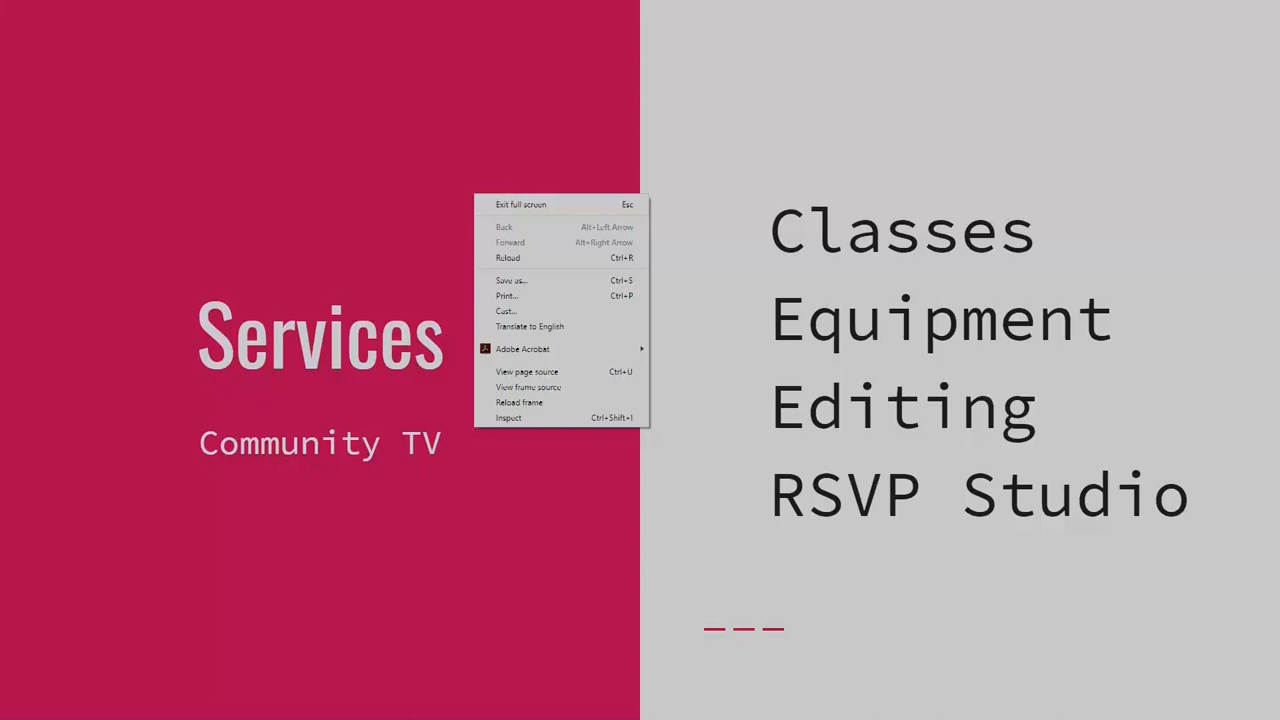 Services
Community TV
Exit full screen Esc
Back Alt+Left Arrow
Forward Alt+Right Arrow
Reload Ctrl+R
Save as... Ctrl+S
Print... Ctrl+P
Cast...
Translate to English
Adobe Acrobat
View page source Ctrl+U
View frame source
Reload frame
Inspect Ctrl+Shift+I
Classes
Equipment
Editing
RSVP Studio